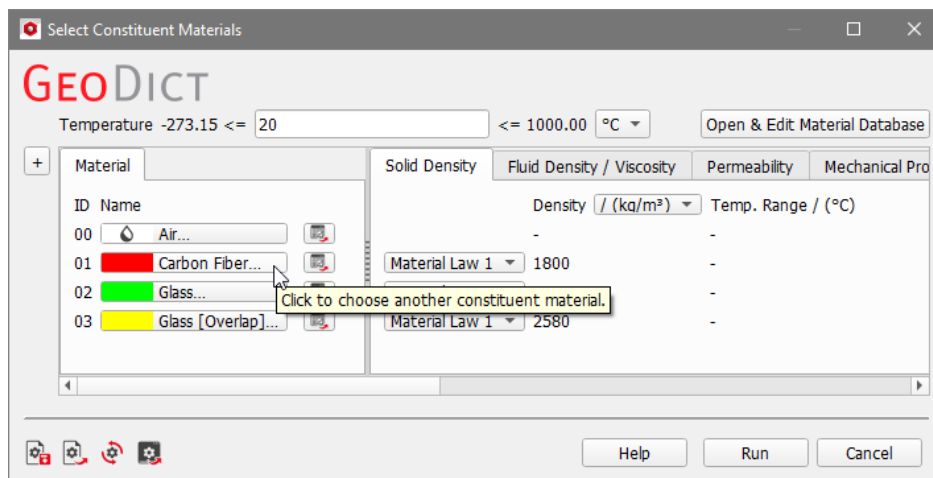 Select Constituent Materials
GEODICT
Temperature -273.15 <= 20 <= 1000.00 °C Open & Edit Material Database
+ Material Solid Density Fluid Density / Viscosity Permeability Mechanical Pro
ID Name Density / (kg/m³) Temp. Range / (°C)
00 Air... - -
01 Carbon Fiber... Material Law 1 1800 -
02 Glass... -
Click to choose another constituent material.
03 Glass [Overlap]... Material Law 1 2580 -
Help Run Cancel